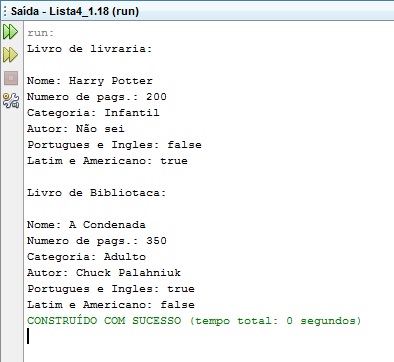 Saída - Lista4_1.18 (run)
run:
Livro de livraria:
Nome: Harry Potter
Numero de pags.: 200
Categoria: Infantil
Autor: Não sei
Portugues e Ingles: false
Latim e Americano: true
Livro de Bibliotaca:
Nome: A Condenada
Numero de pags.: 350
Categoria: Adulto
Autor: Chuck Palahniuk
Portugues e Ingles: true
Latim e Americano: false
CONSTRUÍDO COM SUCESSO (tempo total: 0 segundos)